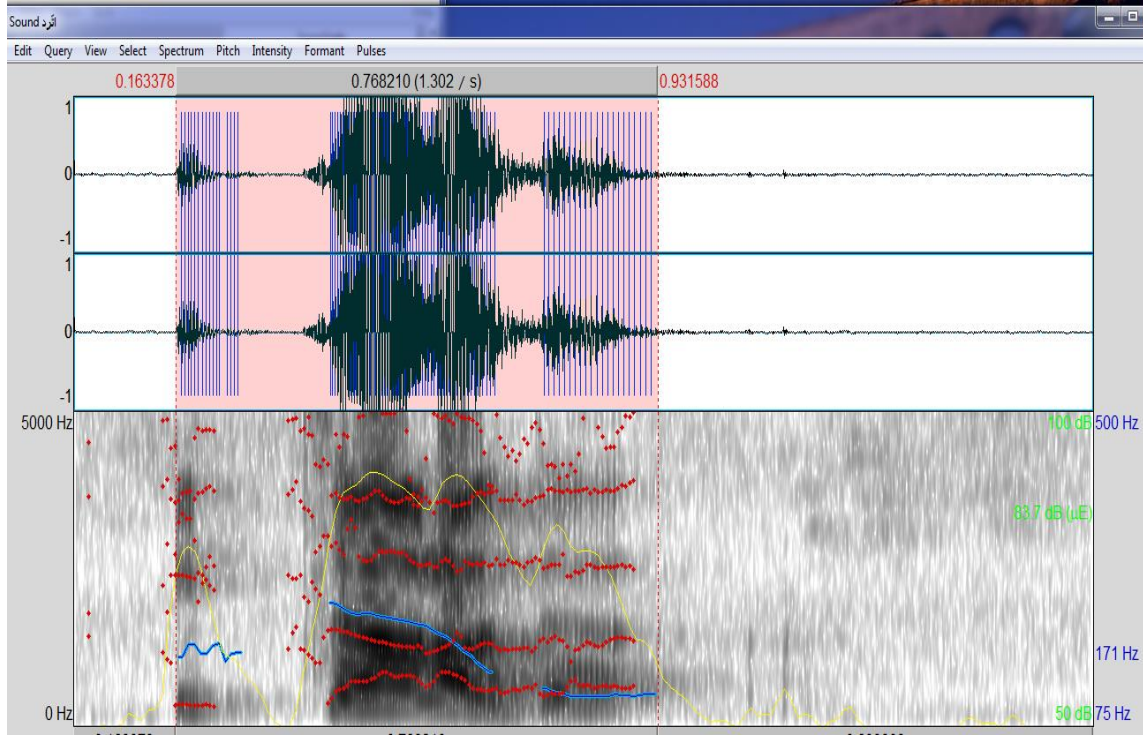 Sound اثّرد
Edit Query View Select Spectrum Pitch Intensity Formant Pulses
0.163378 0.768210 (1.302 / s) 0.931588
1
0
-1
1
0
-1
5000 Hz 100 dB 500 Hz
83.7 dB (µE)
171 Hz
0 Hz 50 dB 75 Hz